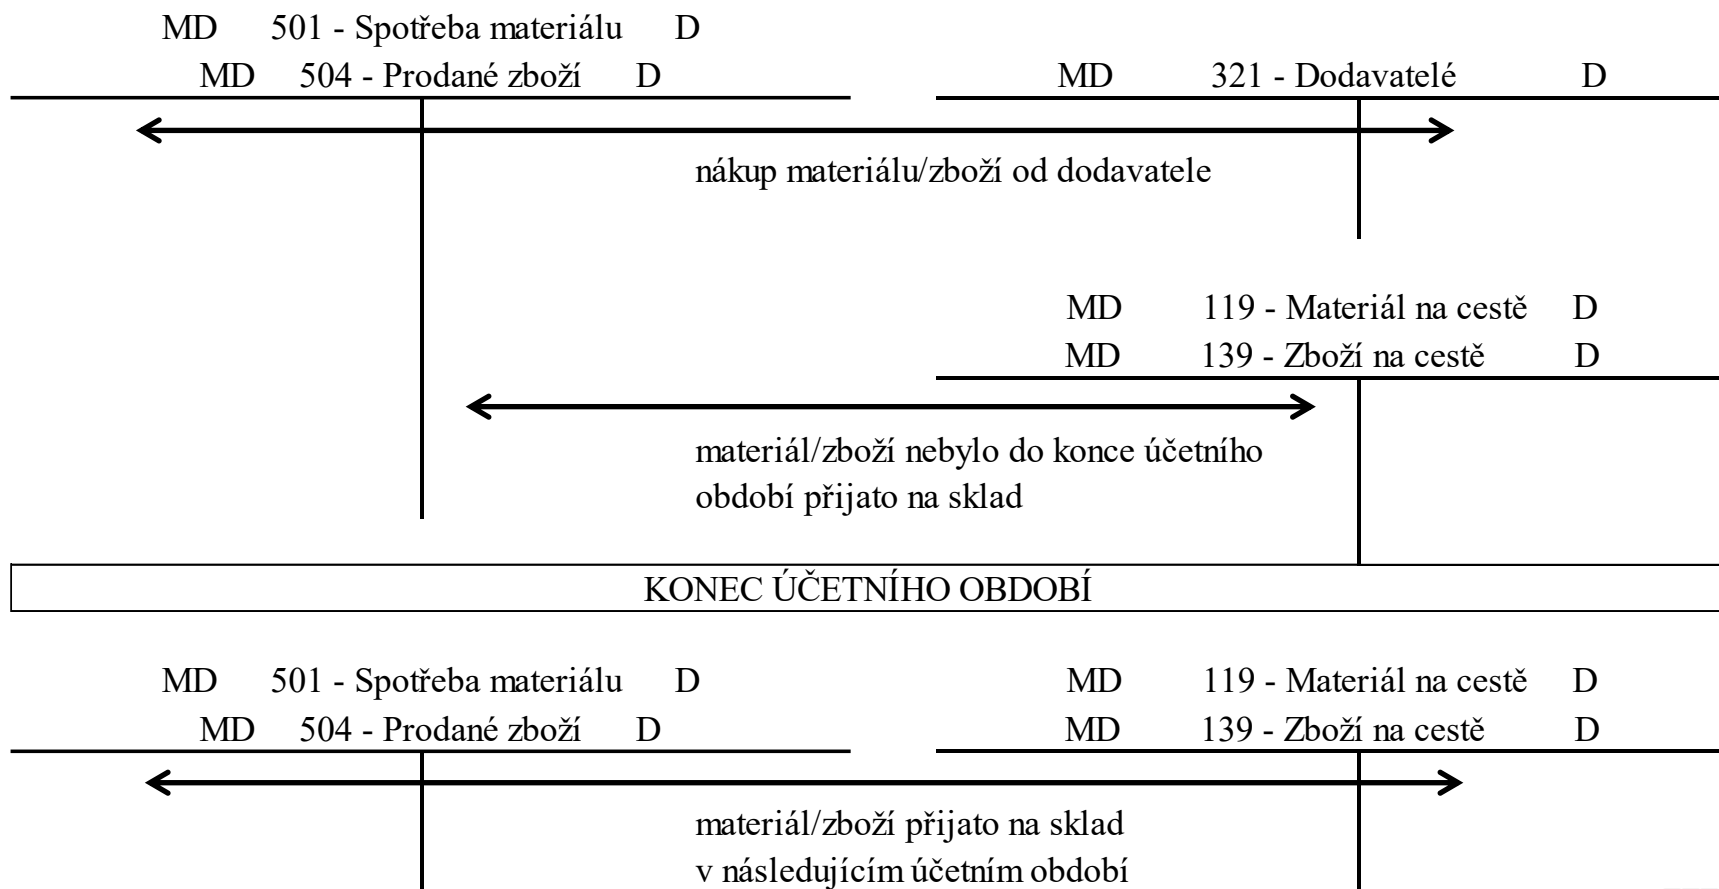 MD 501 - Spotřeba materiálu D
MD 504 - Prodané zboží D MD 321 - Dodavatelé D
nákup materiálu/zboží od dodavatele
MD 119 - Materiál na cestě D
MD 139 - Zboží na cestě D
materiál/zboží nebylo do konce účetního
období přijato na sklad
KONEC ÚČETNÍHO OBDOBÍ
MD 501 - Spotřeba materiálu D MD 119 - Materiál na cestě D
MD 504 - Prodané zboží D MD 139 - Zboží na cestě D
materiál/zboží přijato na sklad
v následujícím účetním období